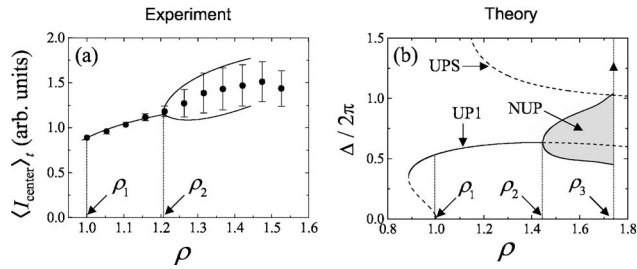 Experiment
(a)
⟨I_center⟩_t (arb. units)
2.0
1.5
1.0
0.5
0.0
1.0 1.1 1.2 1.3 1.4 1.5 1.6
ρ₁
ρ₂
ρ
Theory
(b)
UPS
UP1
NUP
Δ / 2π
1.5
1.0
0.5
0.0
0.8 1.0 1.2 1.4 1.6 1.8
ρ₁
ρ₂
ρ₃
ρ